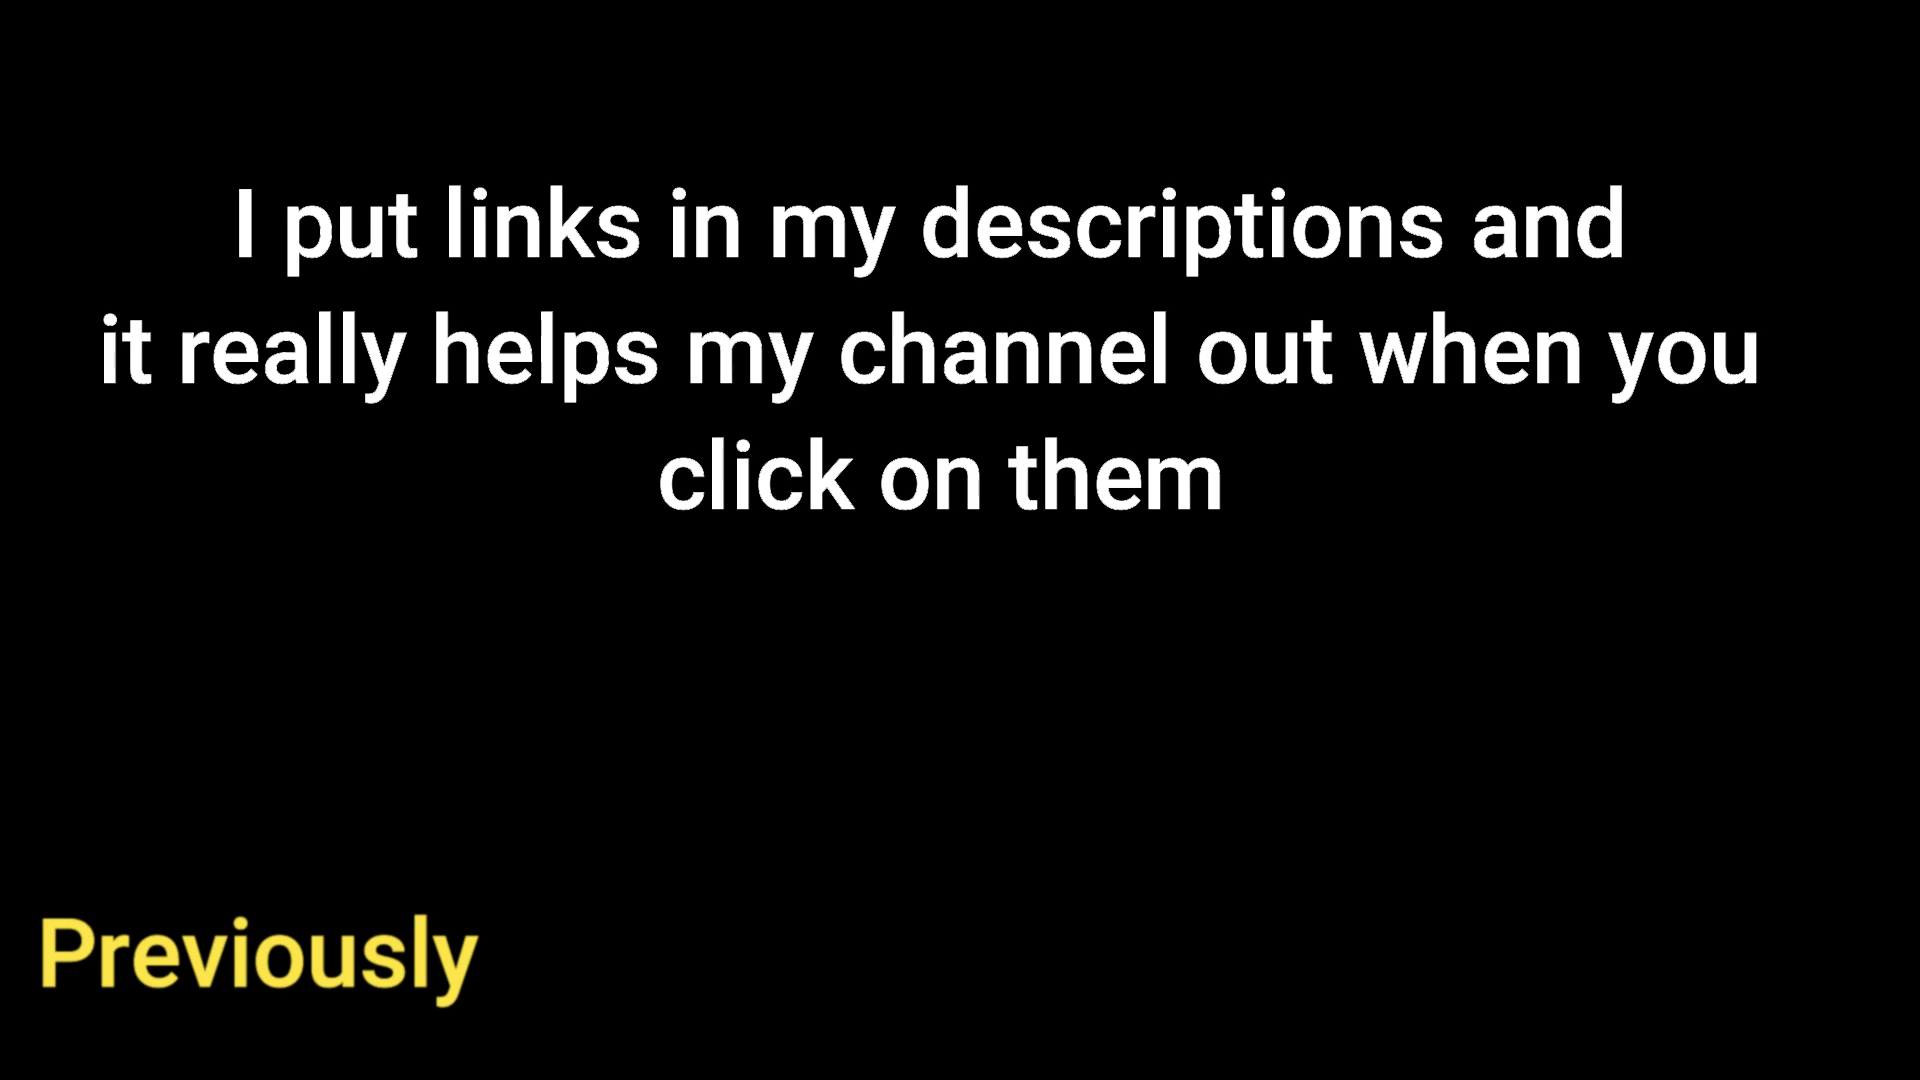 I put links in my descriptions and
it really helps my channel out when you
click on them
Previously